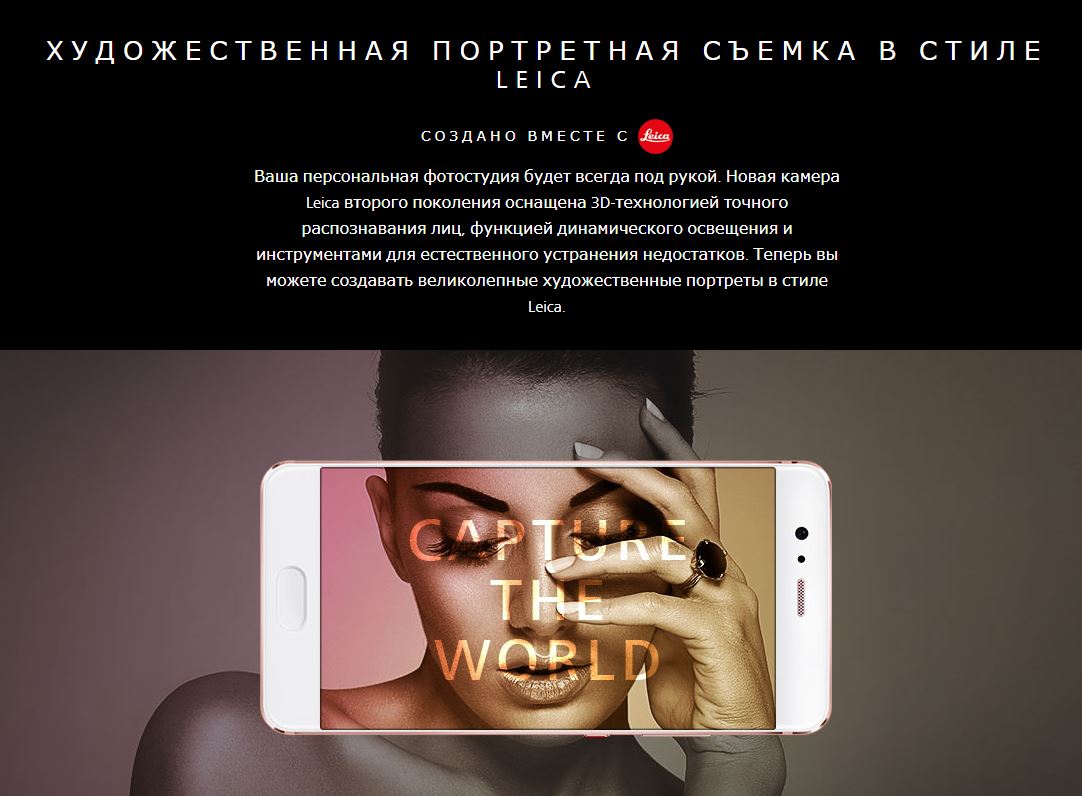 ХУДОЖЕСТВЕННАЯ ПОРТРЕТНАЯ СЪЕМКА В СТИЛЕ
LEICA
СОЗДАНО ВМЕСТЕ С Leica
Ваша персональная фотостудия будет всегда под рукой. Новая камера
Leica второго поколения оснащена 3D-технологией точного
распознавания лиц, функцией динамического освещения и
инструментами для естественного устранения недостатков. Теперь вы
можете создавать великолепные художественные портреты в стиле
Leica.
CAPTURE
THE
WORLD